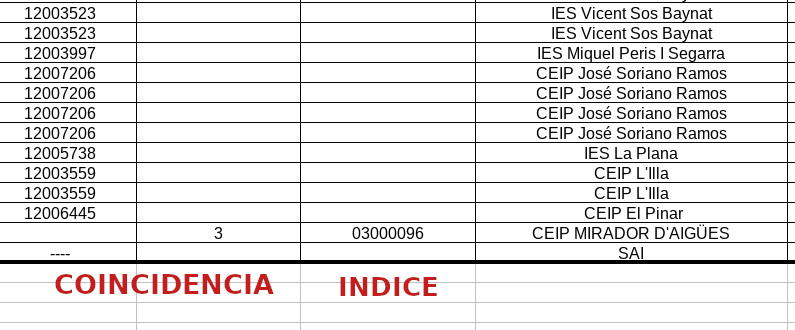 12003523 IES Vicent Sos Baynat
12003523 IES Vicent Sos Baynat
12003997 IES Miquel Peris I Segarra
12007206 CEIP José Soriano Ramos
12007206 CEIP José Soriano Ramos
12007206 CEIP José Soriano Ramos
12007206 CEIP José Soriano Ramos
12005738 IES La Plana
12003559 CEIP L'Illa
12003559 CEIP L'Illa
12006445 CEIP El Pinar
3 03000096 CEIP MIRADOR D'AIGÜES
---- SAI
COINCIDENCIA INDICE